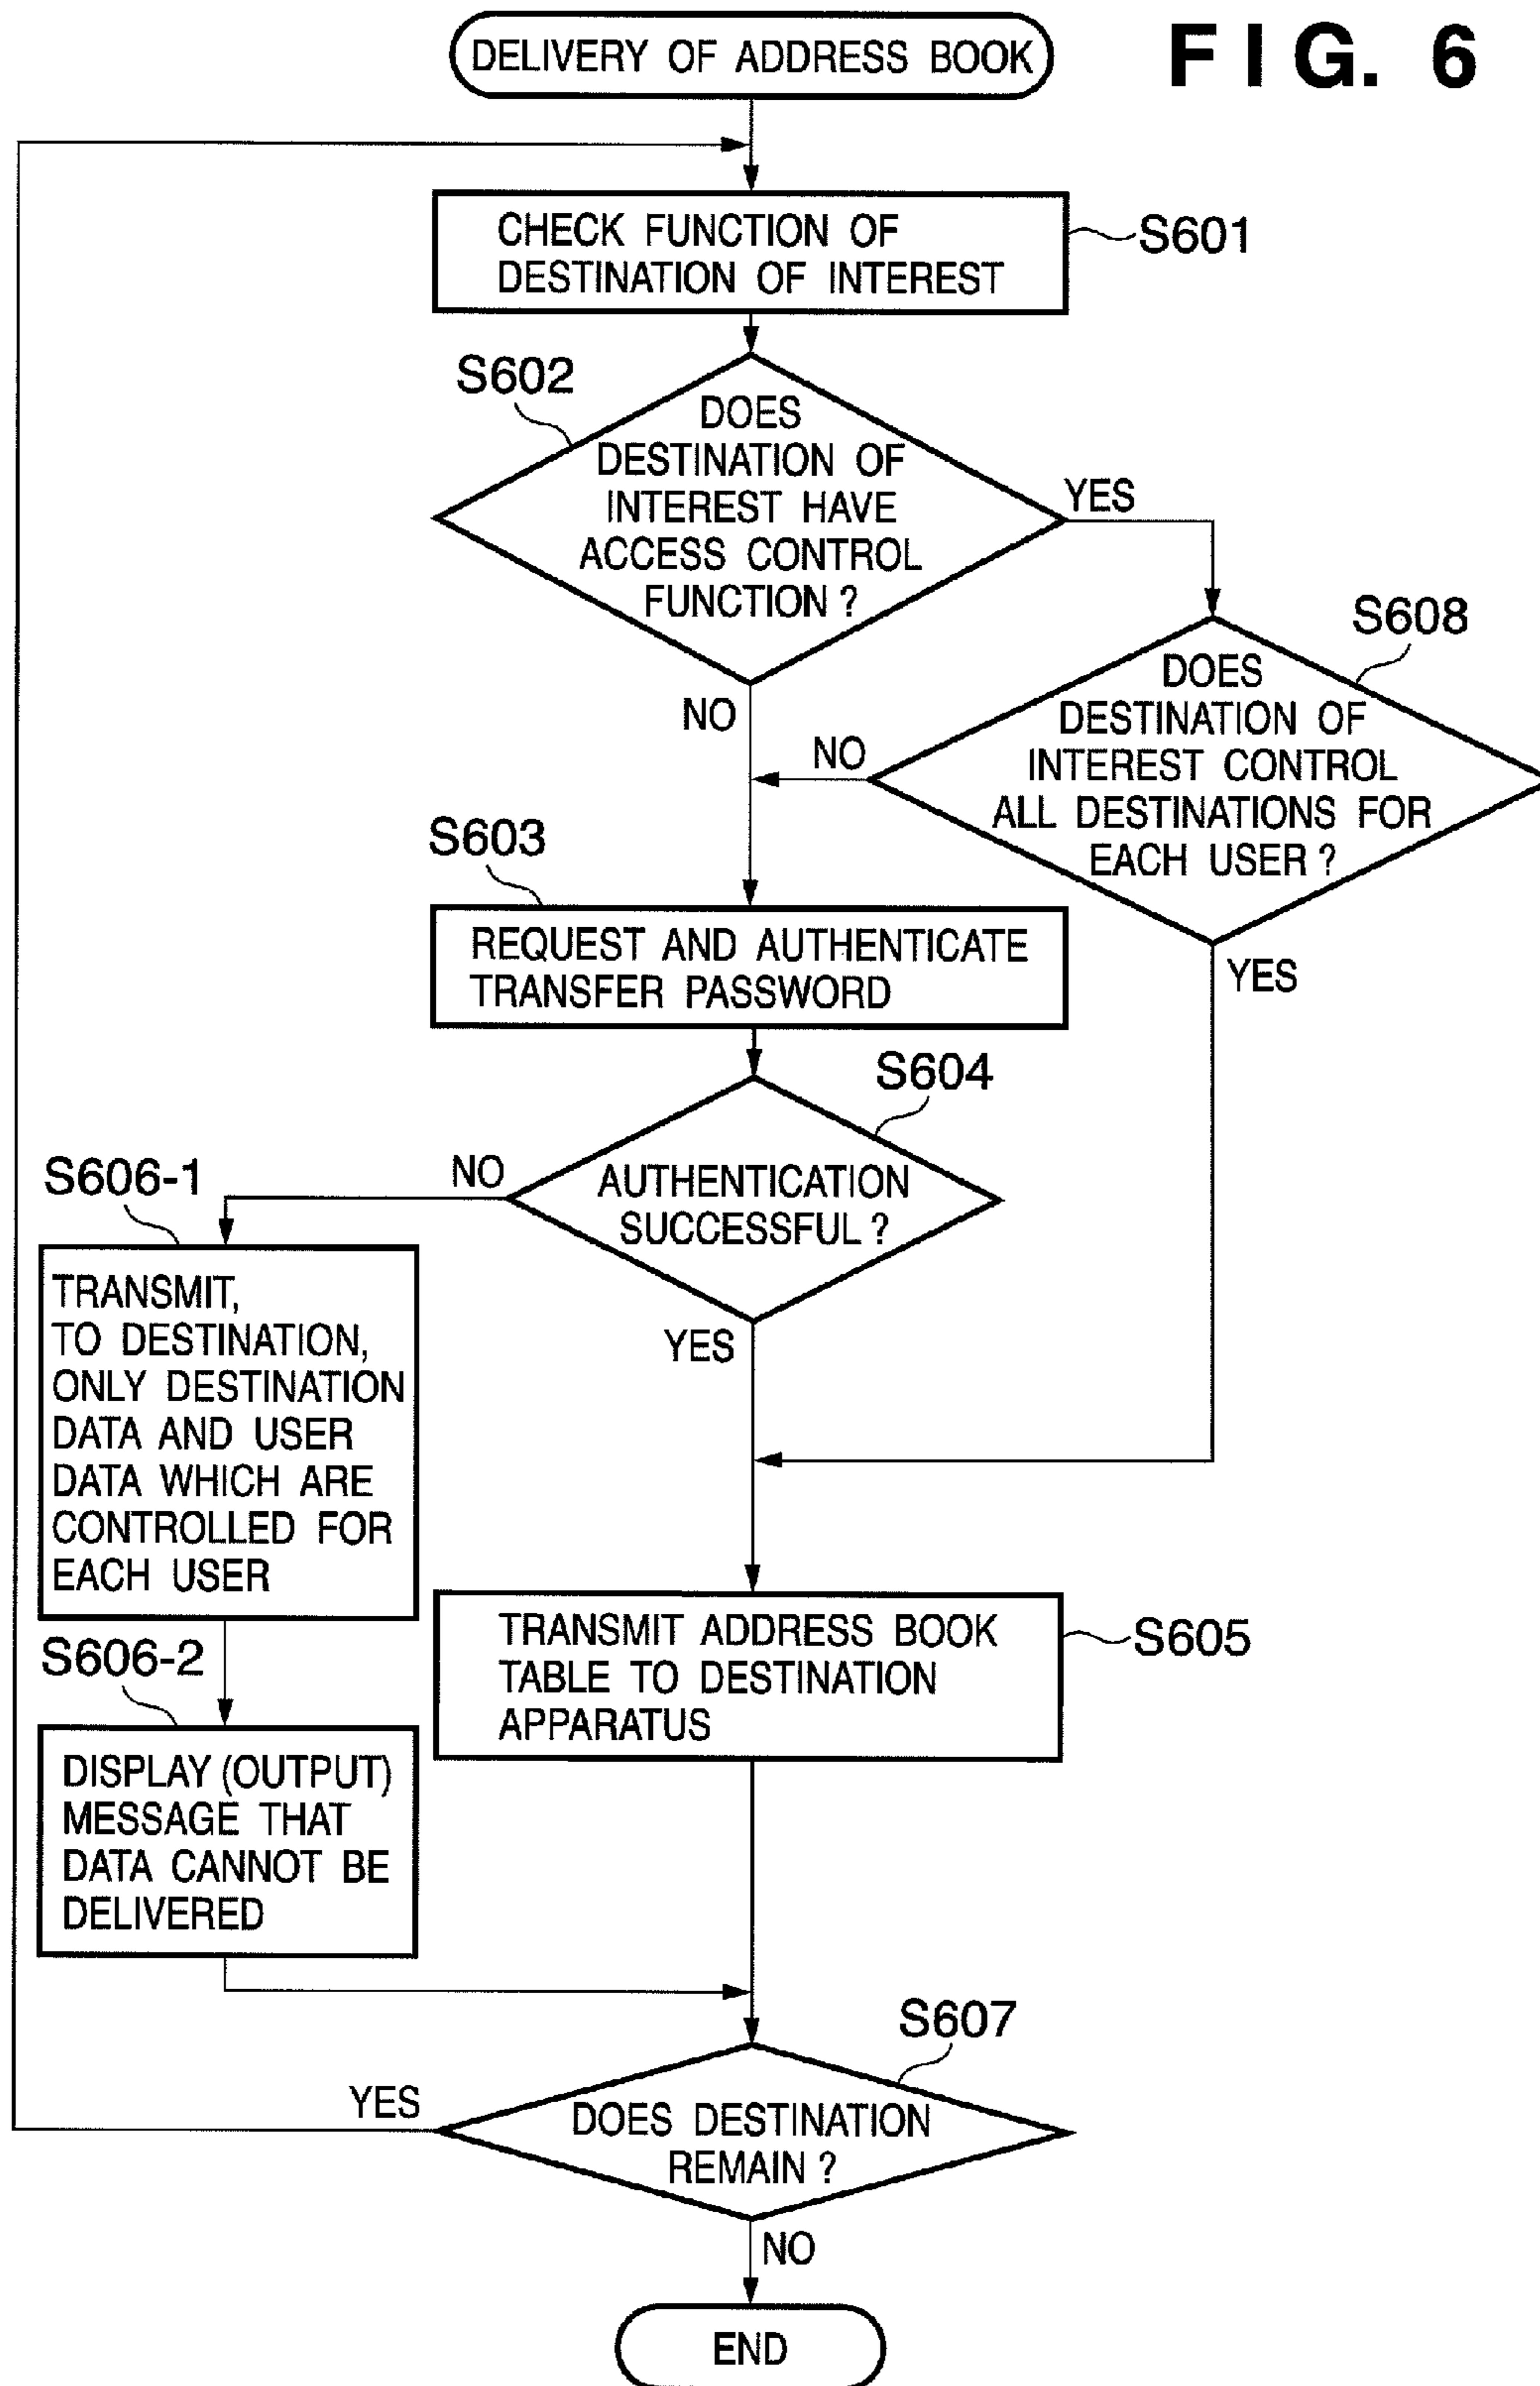 DELIVERY OF ADDRESS BOOK
FIG. 6
CHECK FUNCTION OF
DESTINATION OF INTEREST
S601
S602
DOES
DESTINATION OF
INTEREST HAVE
ACCESS CONTROL
FUNCTION ?
YES
NO
S608
DOES
DESTINATION OF
INTEREST CONTROL
ALL DESTINATIONS FOR
EACH USER ?
NO
YES
S603
REQUEST AND AUTHENTICATE
TRANSFER PASSWORD
S604
AUTHENTICATION
SUCCESSFUL ?
NO
YES
S606-1
TRANSMIT,
TO DESTINATION,
ONLY DESTINATION
DATA AND USER
DATA WHICH ARE
CONTROLLED FOR
EACH USER
S606-2
DISPLAY (OUTPUT)
MESSAGE THAT
DATA CANNOT BE
DELIVERED
TRANSMIT ADDRESS BOOK
TABLE TO DESTINATION
APPARATUS
S605
S607
DOES DESTINATION
REMAIN ?
YES
NO
END